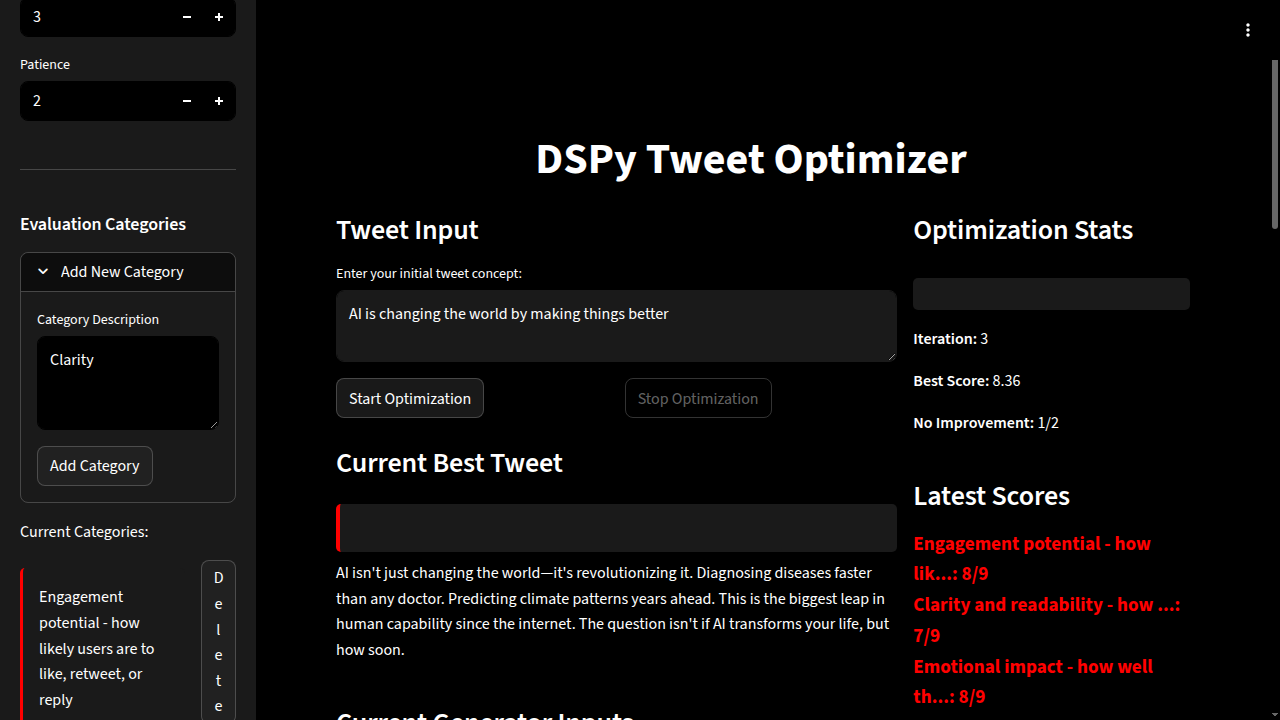 3
Patience
2
Evaluation Categories
Add New Category
Category Description
Clarity
Add Category
Current Categories:
Engagement
potential - how
likely users are to
like, retweet, or
reply
Delete
DSPy Tweet Optimizer
Tweet Input
Enter your initial tweet concept:
AI is changing the world by making things better
Start Optimization
Stop Optimization
Current Best Tweet
AI isn't just changing the world—it's revolutionizing it. Diagnosing diseases faster
than any doctor. Predicting climate patterns years ahead. This is the biggest leap in
human capability since the internet. The question isn't if AI transforms your life, but
how soon.
Current Generator Inputs
Optimization Stats
Iteration: 3
Best Score: 8.36
No Improvement: 1/2
Latest Scores
Engagement potential - how
lik...: 8/9
Clarity and readability - how ...:
7/9
Emotional impact - how well
th...: 8/9